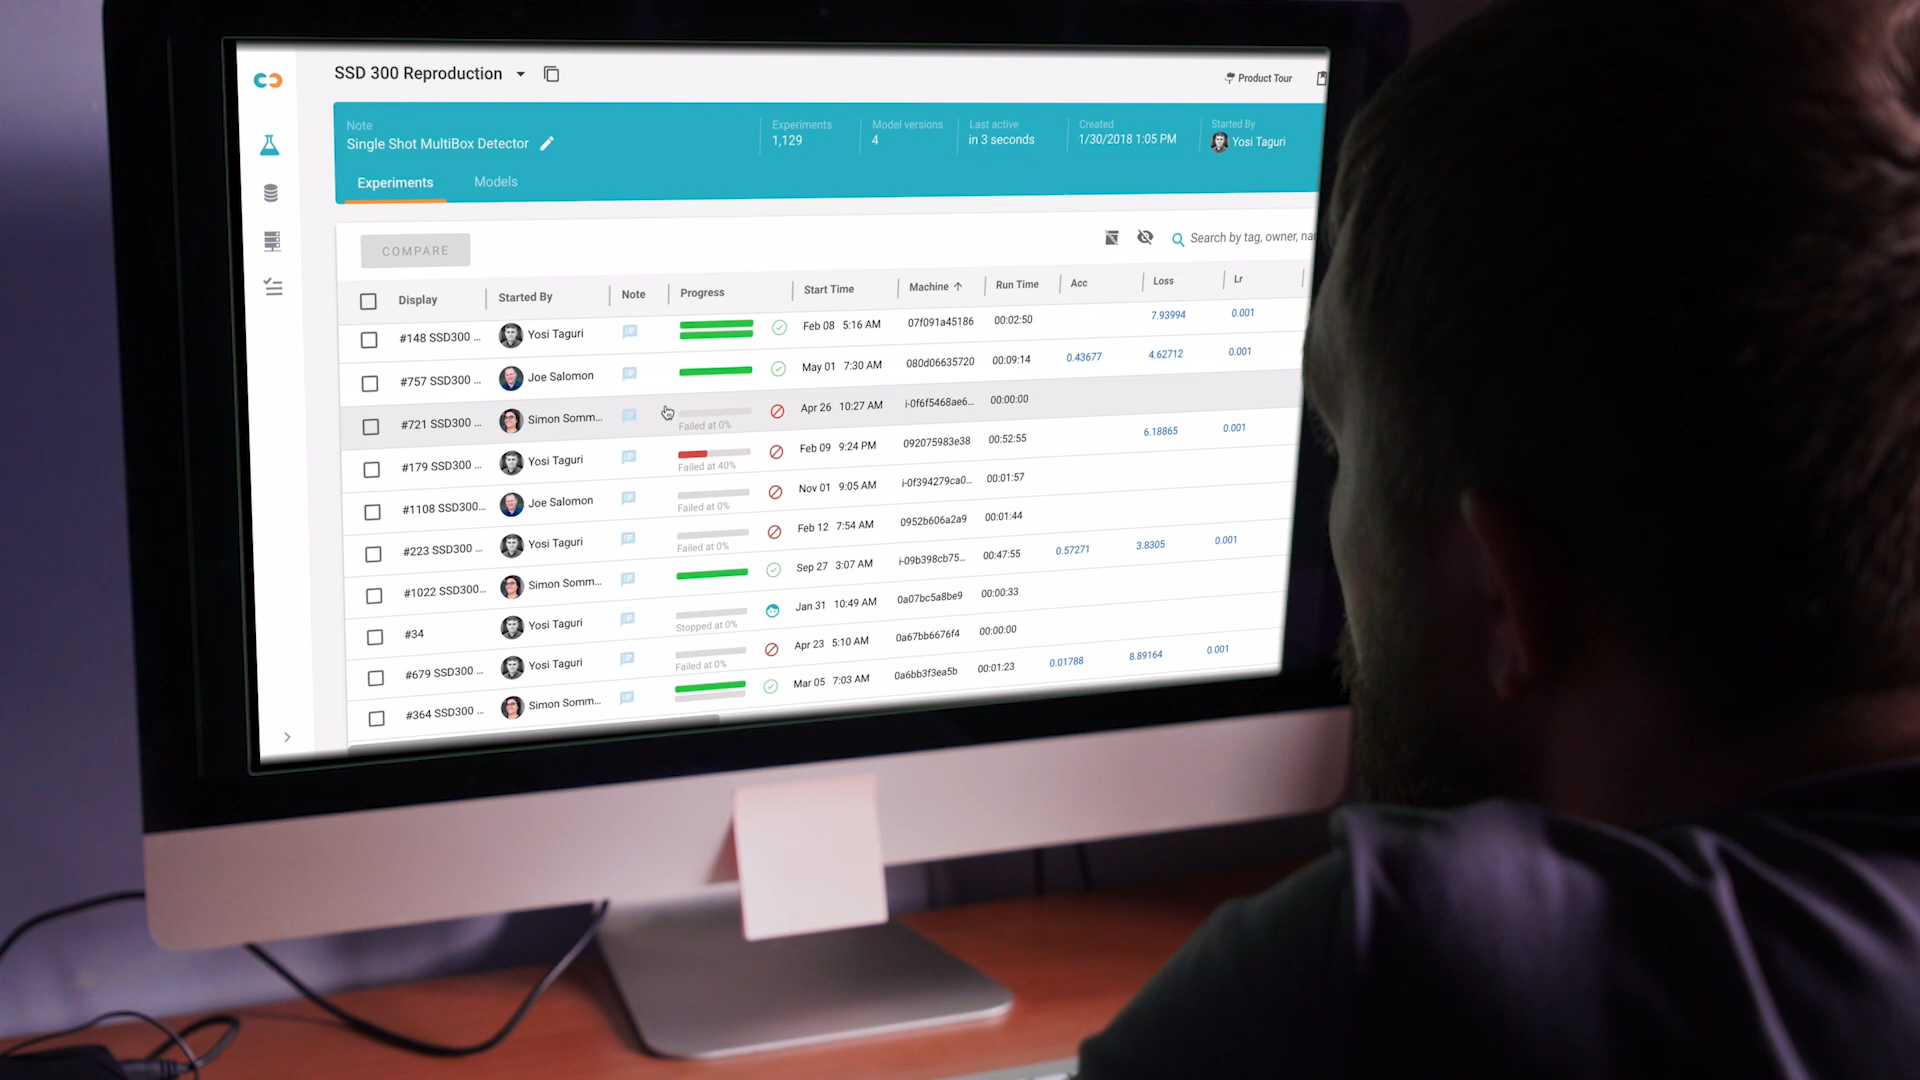 SSD 300 Reproduction
Product Tour
Note
Single Shot MultiBox Detector
Experiments
1,129
Model versions
4
Last active
in 3 seconds
Created
1/30/2018 1:05 PM
Started By
Yosi Taguri
Experiments Models
COMPARE
Search by tag, owner, na
Display Started By Note Progress Start Time Machine Run Time Acc Loss Lr
#148 SSD300 ... Yosi Taguri Feb 08 5:16 AM 07f091a45186 00:02:50 7.93994 0.001
#757 SSD300 ... Joe Salomon May 01 7:30 AM 080d06635720 00:09:14 0.43677 4.62712 0.001
#721 SSD300 ... Simon Somm... Failed at 0% Apr 26 10:27 AM i-0f6f5468ae6... 00:00:00
#179 SSD300 ... Yosi Taguri Failed at 40% Feb 09 9:24 PM 092075983e38 00:52:55 6.18865 0.001
#1108 SSD300... Joe Salomon Failed at 0% Nov 01 9:05 AM i-0f394279ca0... 00:01:57
#223 SSD300 ... Yosi Taguri Failed at 0% Feb 12 7:54 AM 0952b606a2a9 00:01:44
#1022 SSD300... Simon Somm... Sep 27 3:07 AM i-09b398cb75... 00:47:55 0.57271 3.8305 0.001
#34 Yosi Taguri Stopped at 0% Jan 31 10:49 AM 0a07bc5a8be9 00:00:33
#679 SSD300 ... Yosi Taguri Failed at 0% Apr 23 5:10 AM 0a67bb6676f4 00:00:00
#364 SSD300 ... Simon Somm... Mar 05 7:03 AM 0a6bb3f3ea5b 00:01:23 0.01788 8.89164 0.001